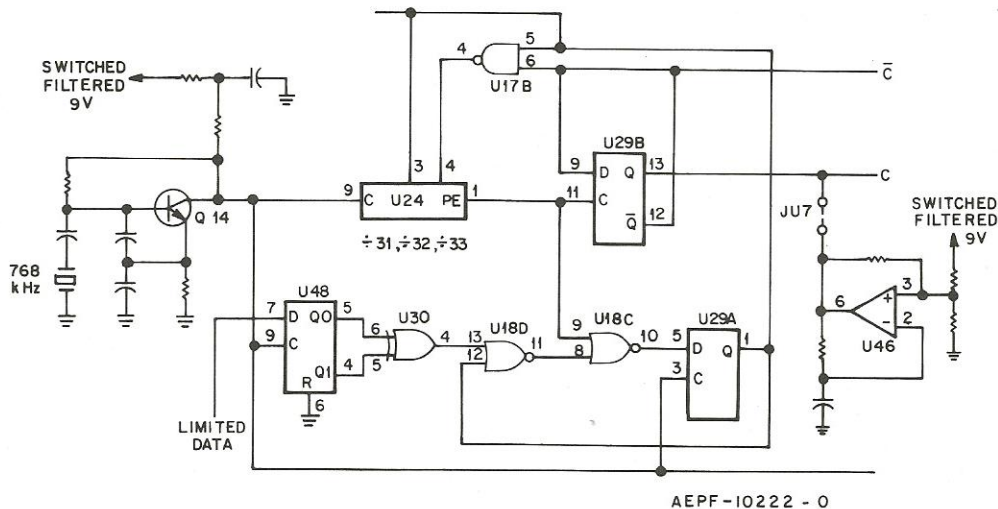 SWITCHED
FILTERED
9V
768
kHz
Q 14
9
C
U24
PE
3
4
1
÷31, ÷32, ÷33
4
5
6
U17B
C̅
U29B
9
D
Q
13
11
C
Q̅
12
C
JU7
SWITCHED
FILTERED
9V
6
+
3
-
2
U46
U48
7
D
Q0
5
9
C
Q1
4
R
6
LIMITED
DATA
U30
6
5
4
U18D
13
12
11
U18C
9
8
10
U29A
5
D
Q
1
3
C
AEPF-10222-0